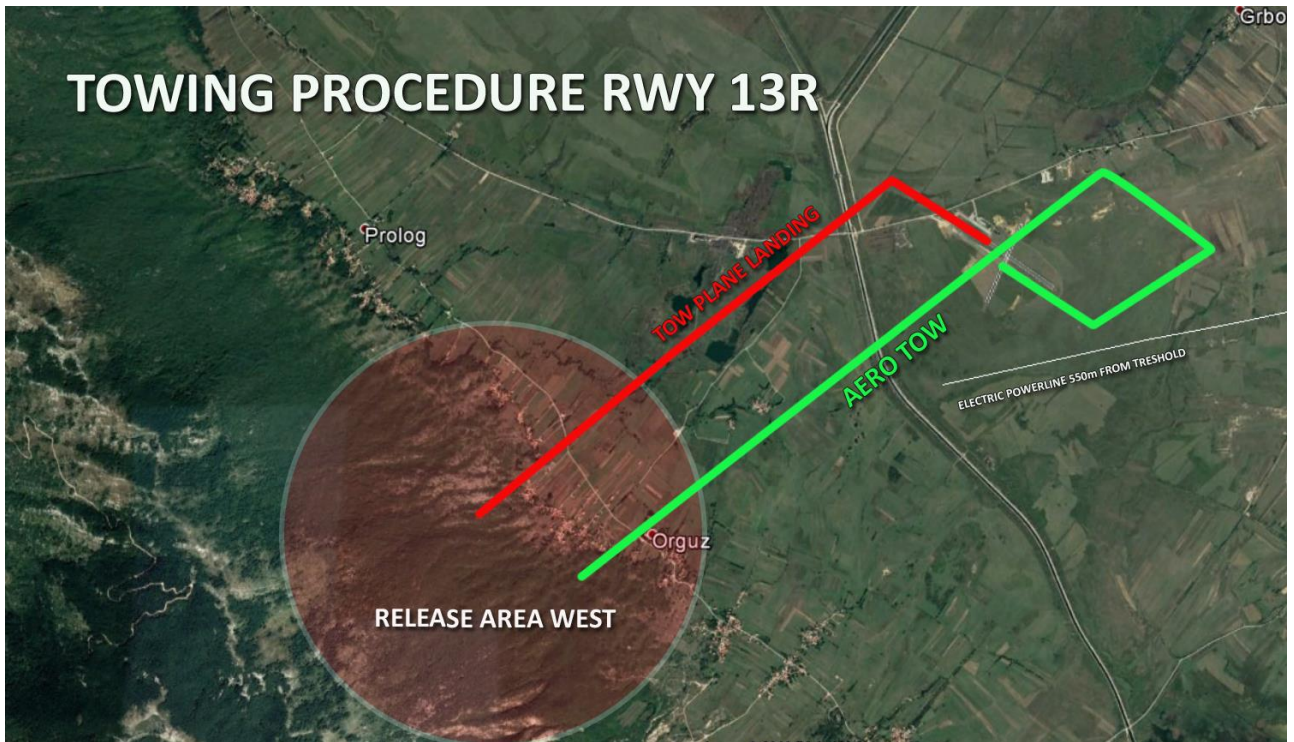 Grbo
TOWING PROCEDURE RWY 13R
Prolog
TOW PLANE LANDING
AERO TOW
ELECTRIC POWERLINE 550m FROM TRESHOLD
Orguz
RELEASE AREA WEST